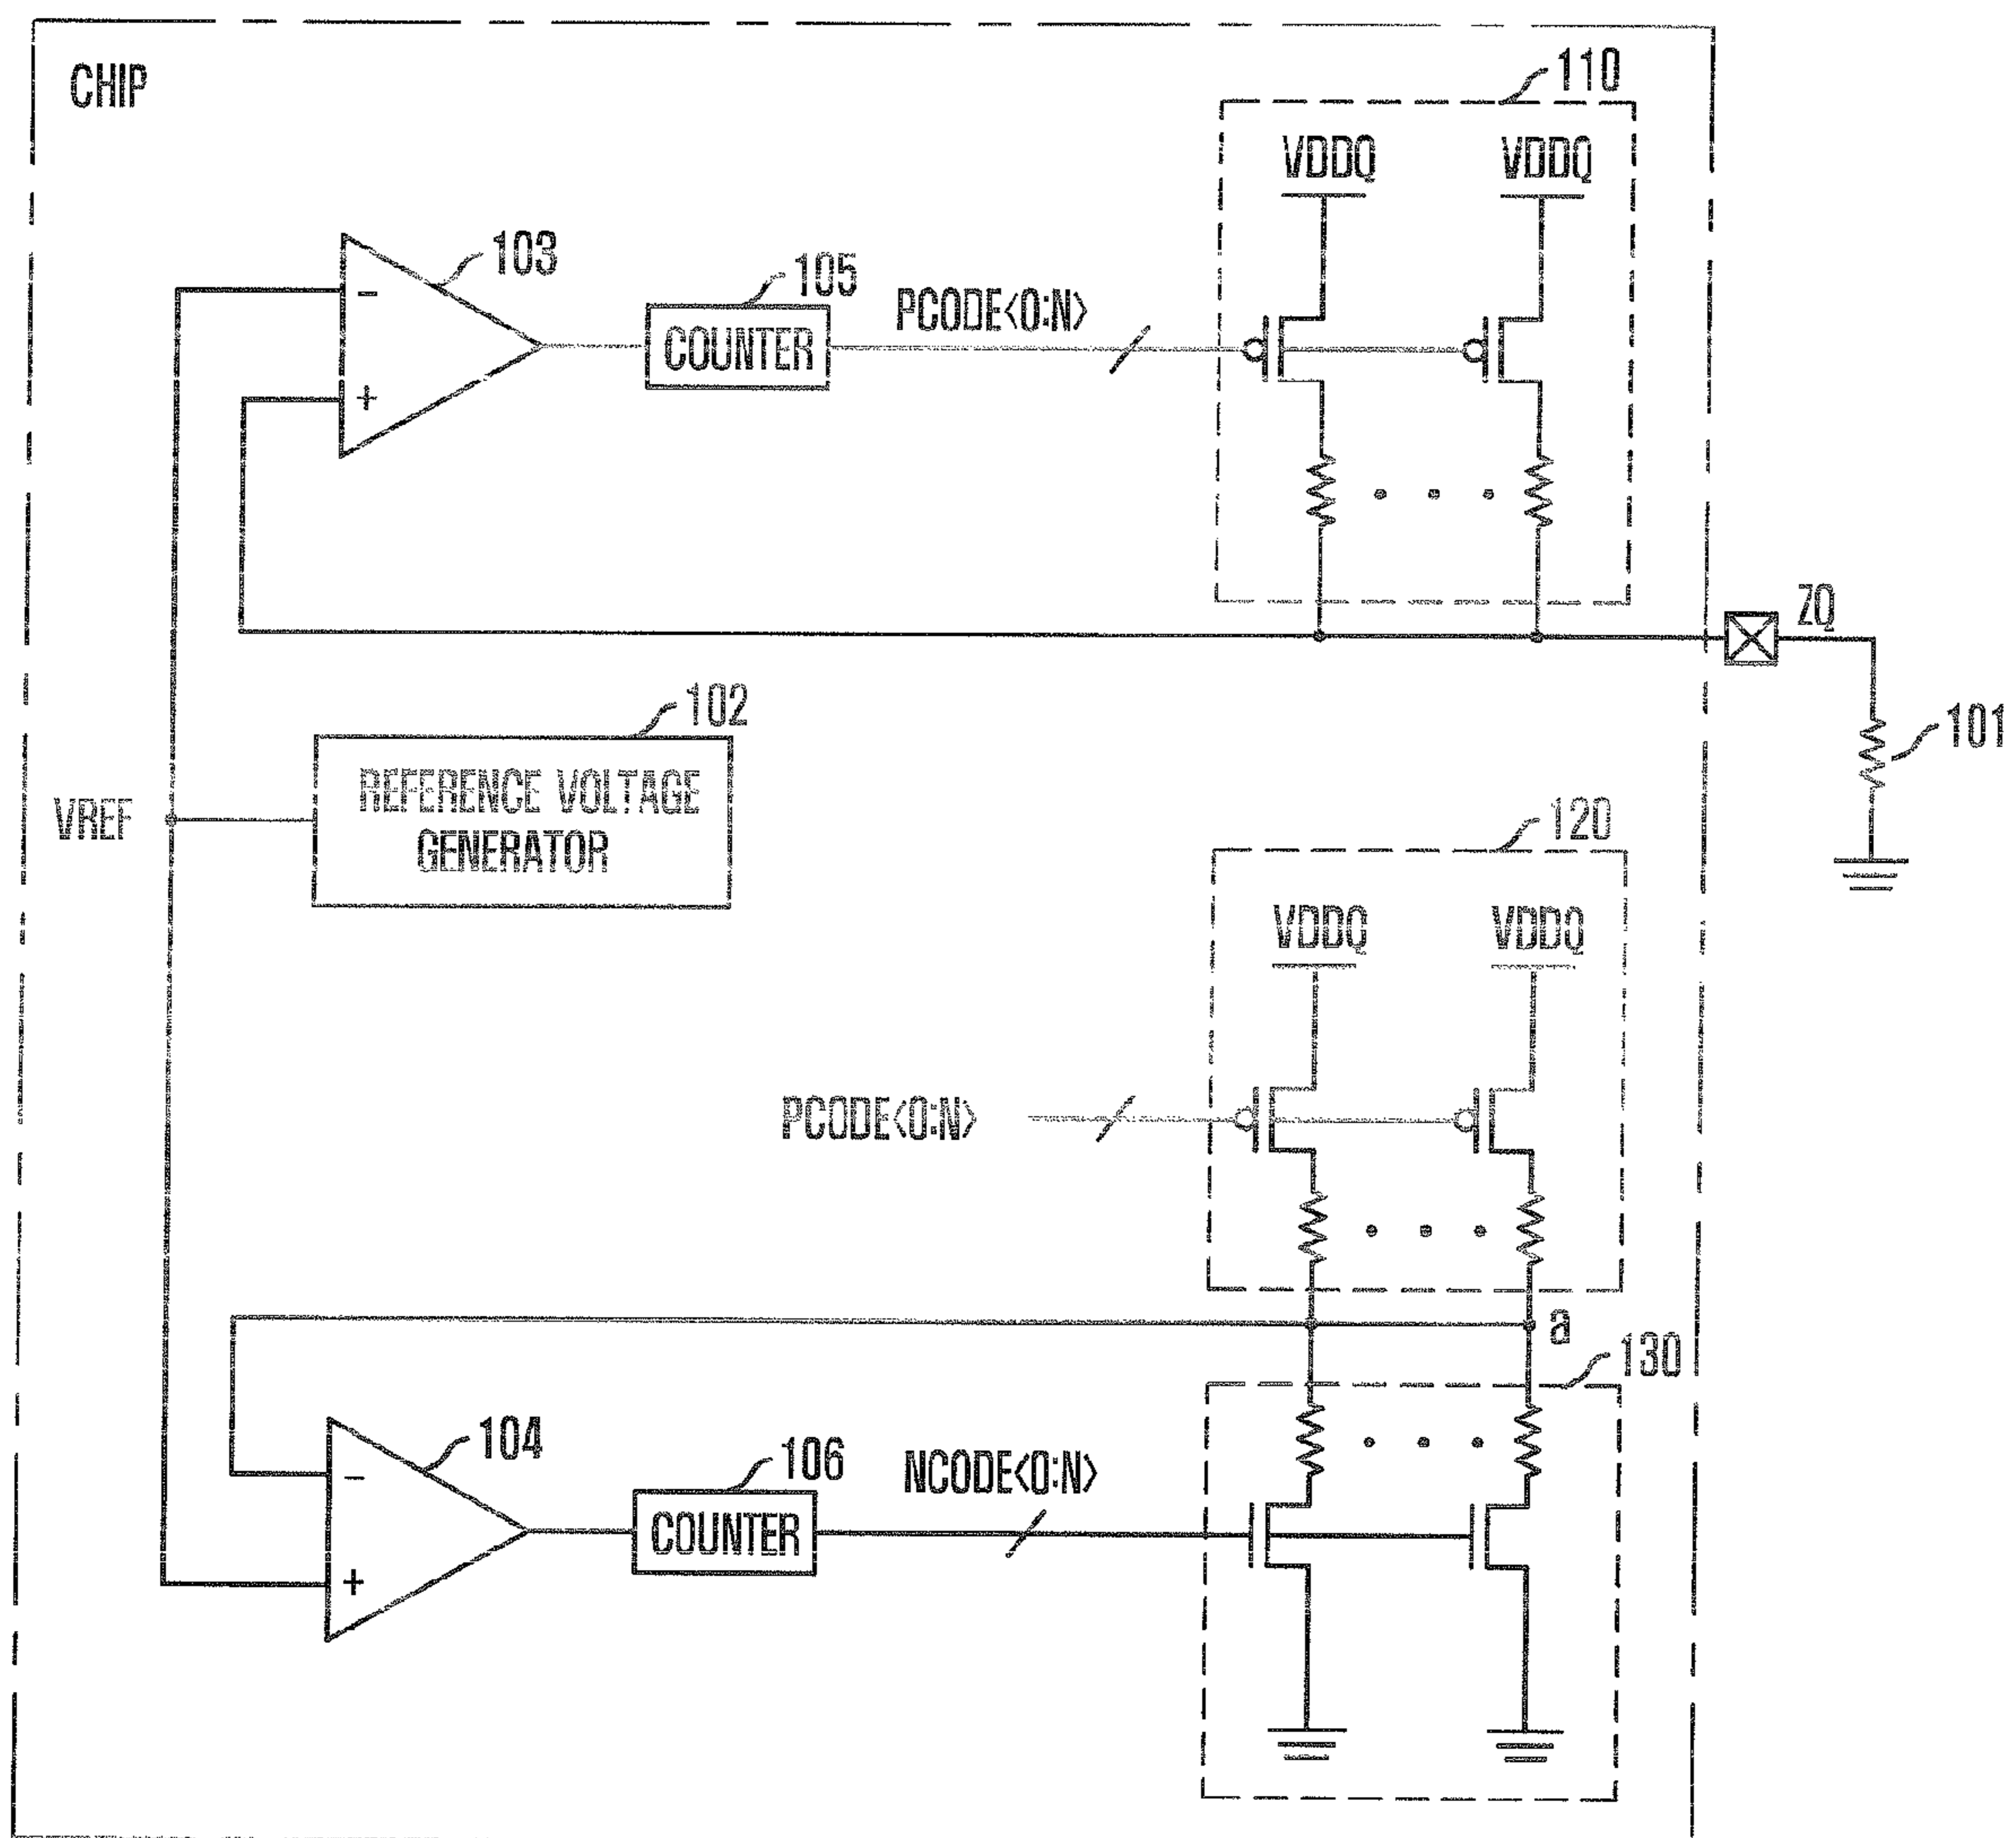 CHIP
110
VDDQ VDDQ
103
-
+
105
COUNTER
PCODE<0:N>
ZQ
101
102
REFERENCE VOLTAGE
GENERATOR
VREF
120
VDDQ VDDQ
PCODE<0:N>
a
130
104
-
+
106
COUNTER
NCODE<0:N>